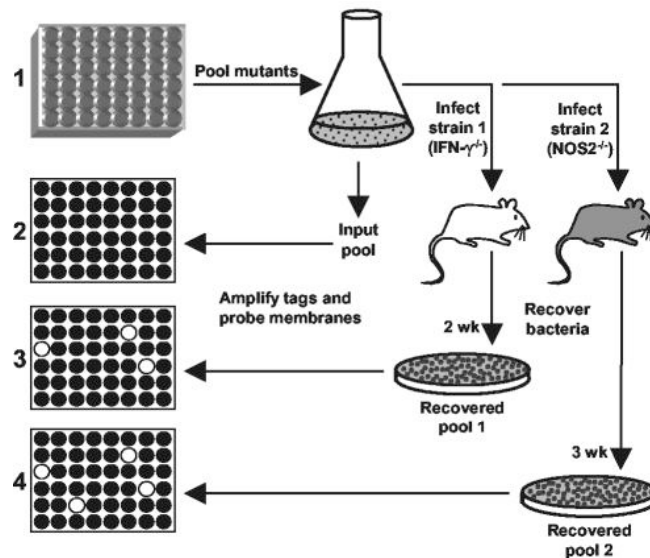 1
Pool mutants
Infect
strain 1
(IFN-γ-/-)
Infect
strain 2
(NOS2-/-)
2
Input
pool
Amplify tags and
probe membranes
Recover
bacteria
3
2 wk
Recovered
pool 1
4
3 wk
Recovered
pool 2